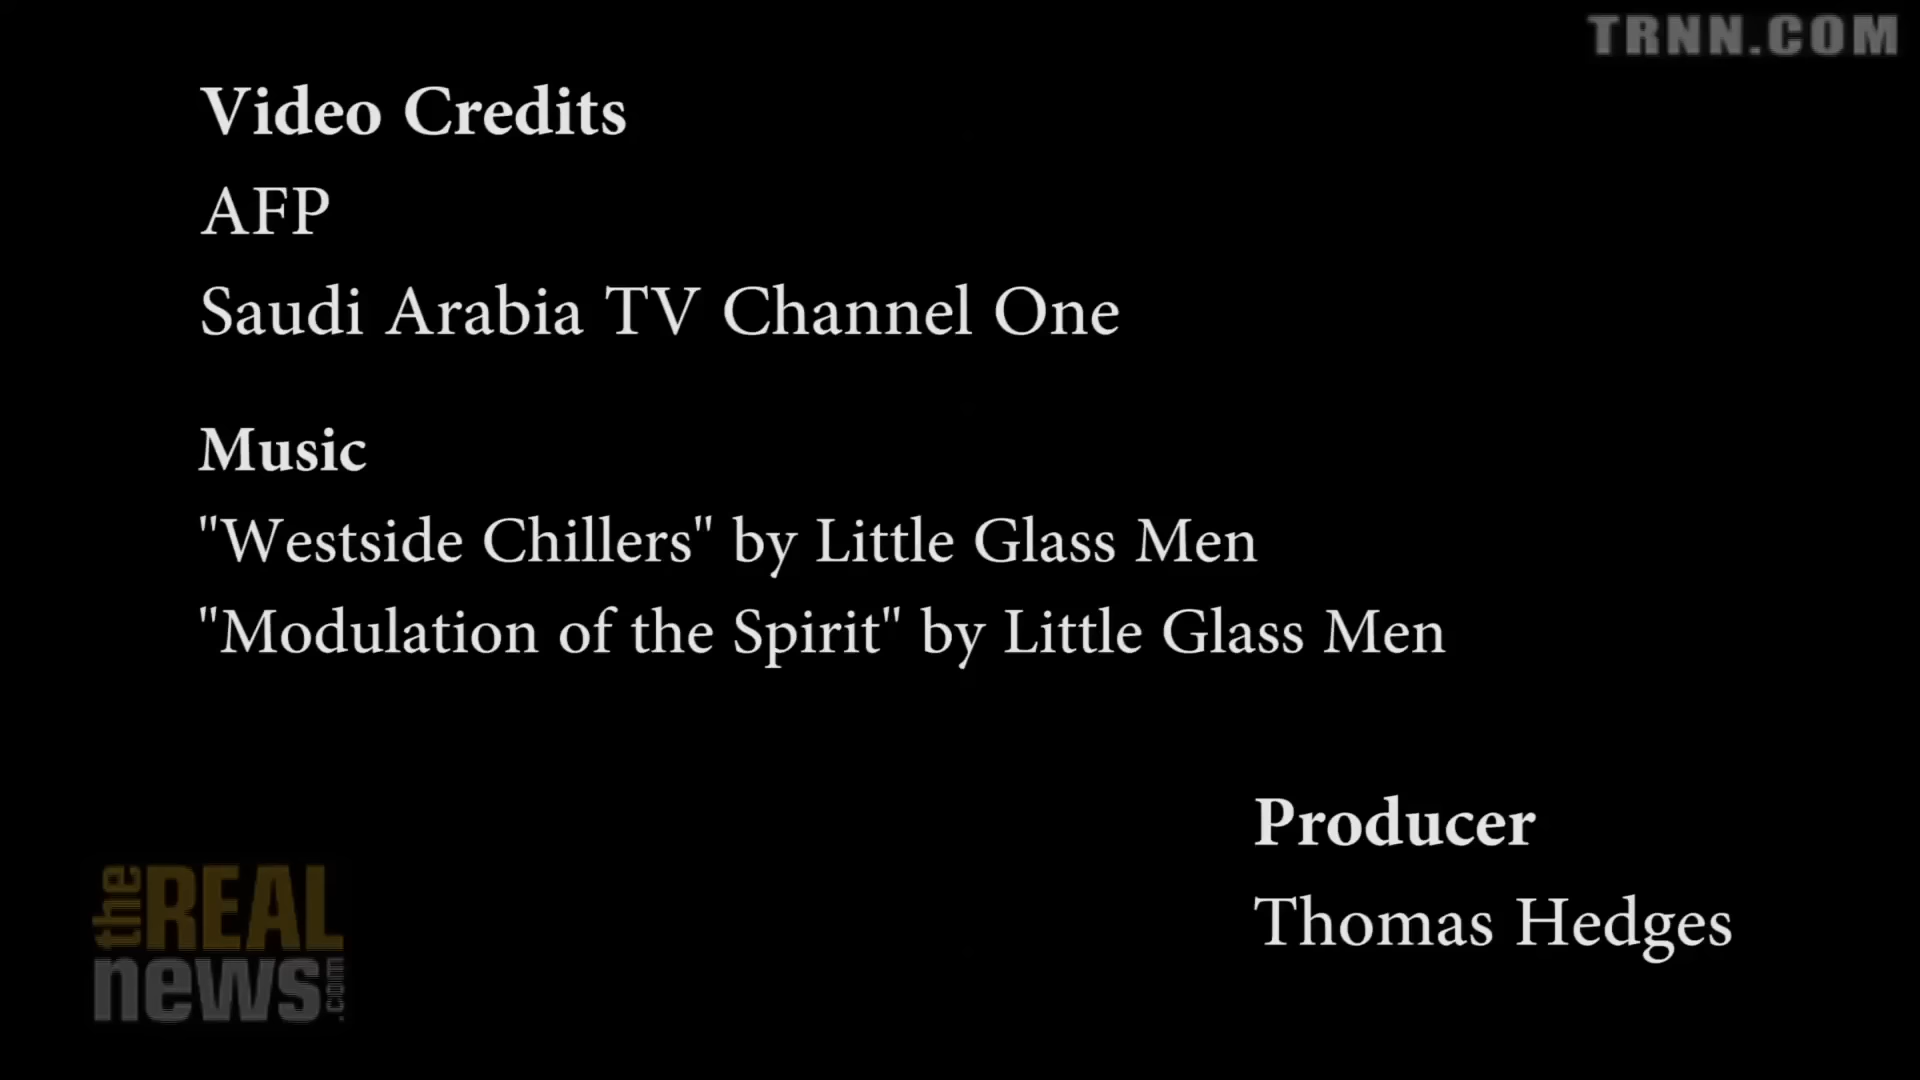 TRNN.COM
Video Credits
AFP
Saudi Arabia TV Channel One
Music
"Westside Chillers" by Little Glass Men
"Modulation of the Spirit" by Little Glass Men
Producer
Thomas Hedges
the REAL
news.com